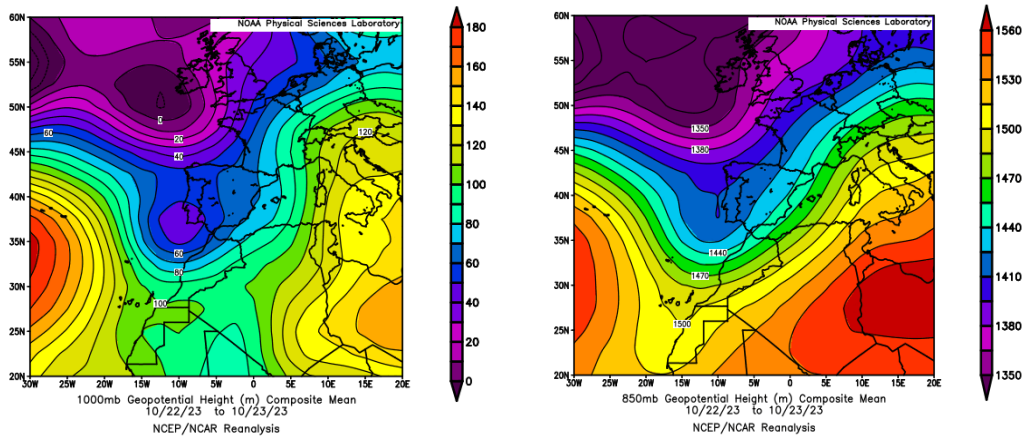 NOAA Physical Sciences Laboratory
60N
55N
50N
45N
40N
35N
30N
25N
20N
30W 25W 20W 15W 10W 5W 0 5E 10E 15E 20E
0
20
40
60
120
60
80
100
180
160
140
120
100
80
60
40
20
0
1000mb Geopotential Height (m) Composite Mean
10/22/23 to 10/23/23
NCEP/NCAR Reanalysis
NOAA Physical Sciences Laboratory
60N
55N
50N
45N
40N
35N
30N
25N
20N
30W 25W 20W 15W 10W 5W 0 5E 10E 15E 20E
1350
1380
1440
1470
1500
1560
1530
1500
1470
1440
1410
1380
1350
850mb Geopotential Height (m) Composite Mean
10/22/23 to 10/23/23
NCEP/NCAR Reanalysis